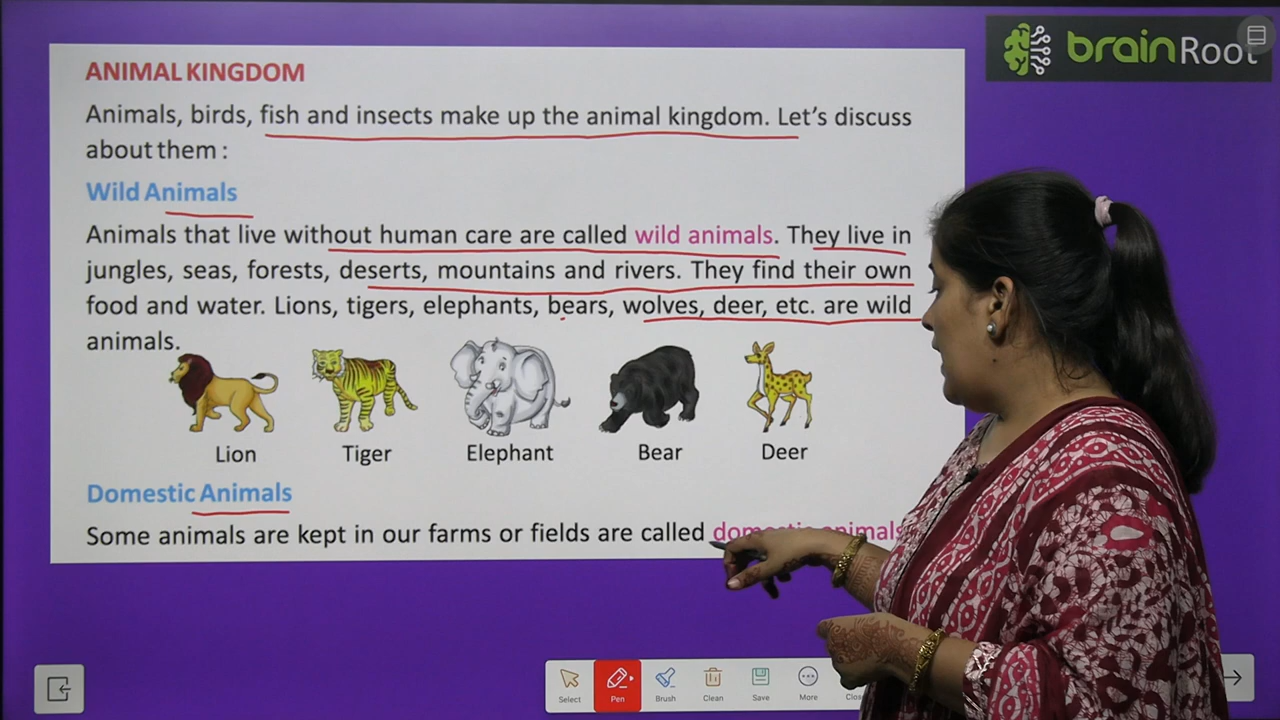 brainRoot
ANIMAL KINGDOM
Animals, birds, fish and insects make up the animal kingdom. Let's discuss
about them :
Wild Animals
Animals that live without human care are called wild animals. They live in
jungles, seas, forests, deserts, mountains and rivers. They find their own
food and water. Lions, tigers, elephants, bears, wolves, deer, etc. are wild
animals.
Lion Tiger Elephant Bear Deer
Domestic Animals
Some animals are kept in our farms or fields are called domestic animals
Select Pen Brush Clean Save More